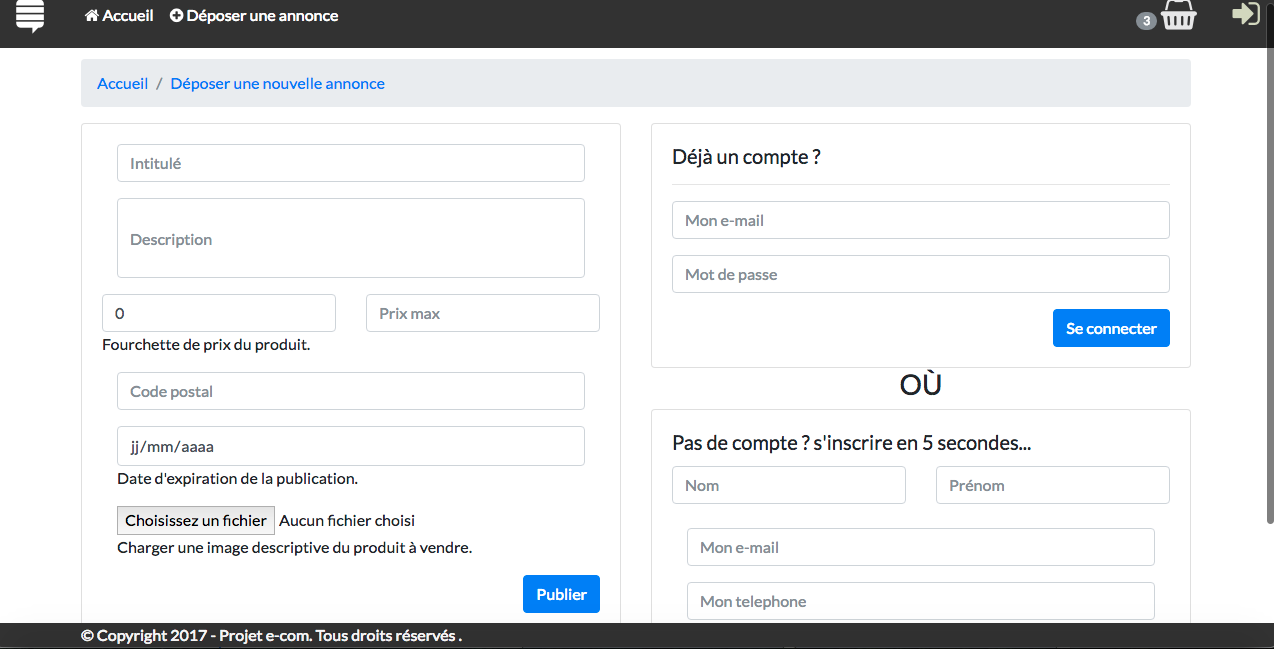 Accueil Déposer une annonce 3
Accueil / Déposer une nouvelle annonce
Intitulé
Description
0 Prix max
Fourchette de prix du produit.
Code postal
jj/mm/aaaa
Date d'expiration de la publication.
Choisissez un fichier Aucun fichier choisi
Charger une image descriptive du produit à vendre.
Publier
Déjà un compte ?
Mon e-mail
Mot de passe
Se connecter
OÙ
Pas de compte ? s'inscrire en 5 secondes...
Nom Prénom
Mon e-mail
Mon telephone
© Copyright 2017 - Projet e-com. Tous droits réservés .